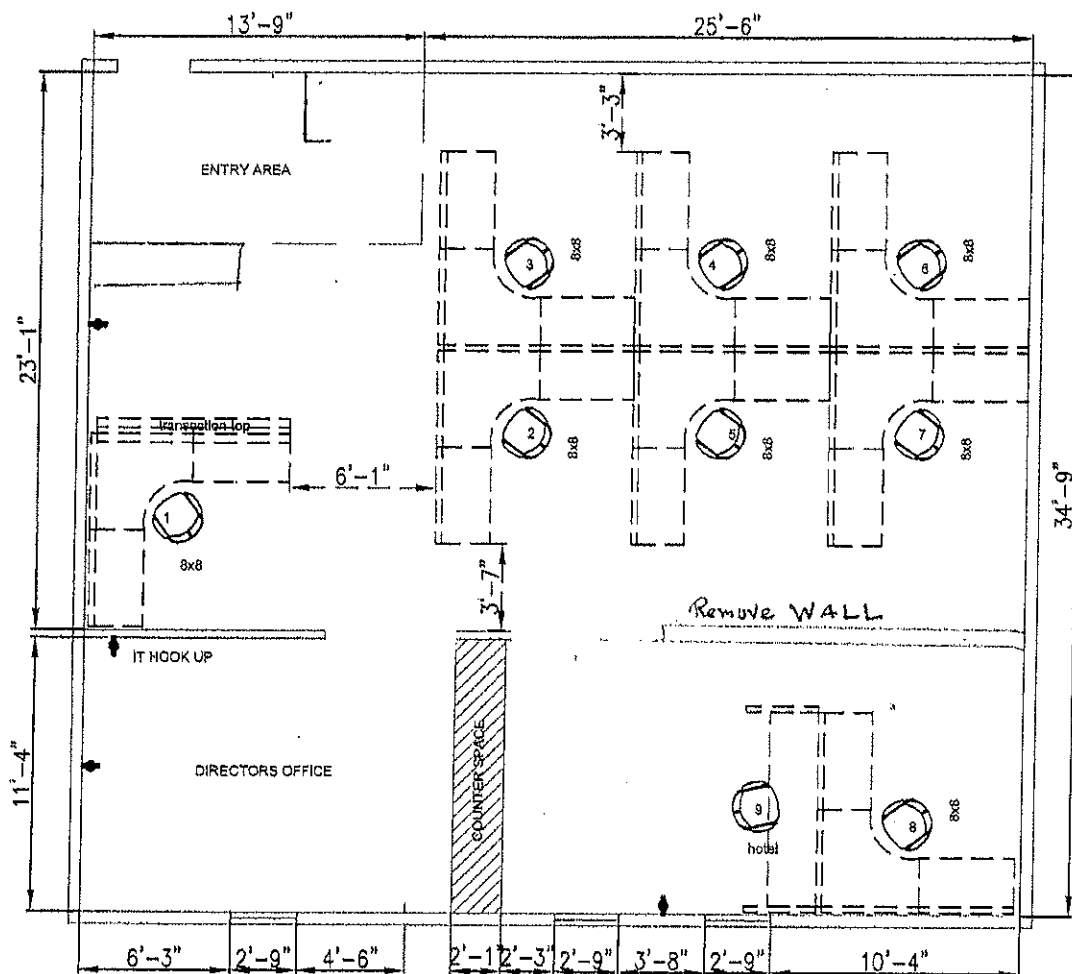 13'-9" 25'-6"
3'-3"
ENTRY AREA
3 8x8 4 8x8 6 8x8
23'-1"
transaction top
2 8x8 5 8x8 7 8x8
6'-1"
34'-9"
1
8x8
3'-7"
Remove WALL
IT HOOK UP
11'-4"
DIRECTORS OFFICE
COUNTER SPACE
9 8 8x8
hotel
6'-3" 2'-9" 4'-6" 2'-1" 2'-3" 2'-9" 3'-8" 2'-9" 10'-4"